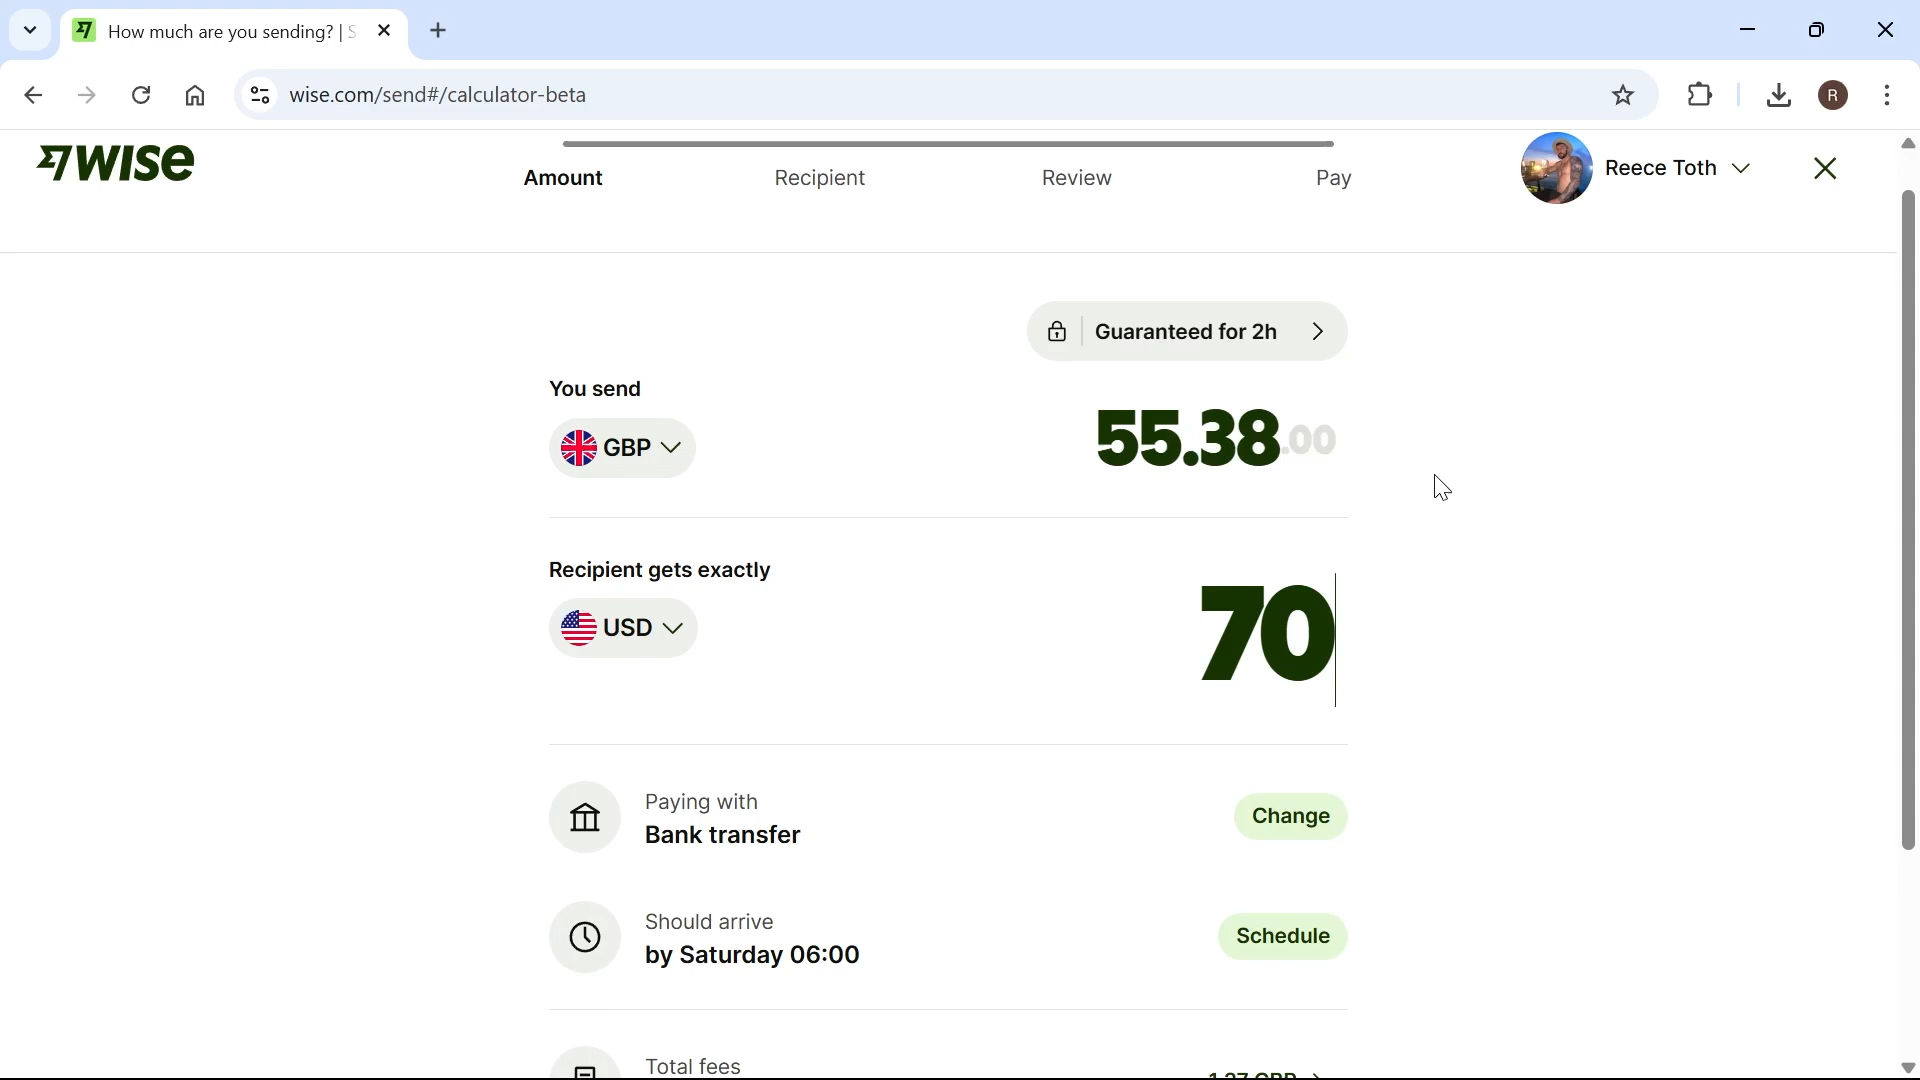 How much are you sending? | S
wise.com/send#/calculator-beta
R
WISE
Amount
Recipient
Review
Pay
Reece Toth
Guaranteed for 2h
You send
GBP
55.38.00
Recipient gets exactly
USD
70
Paying with
Bank transfer
Change
Should arrive
by Saturday 06:00
Schedule
Total fees